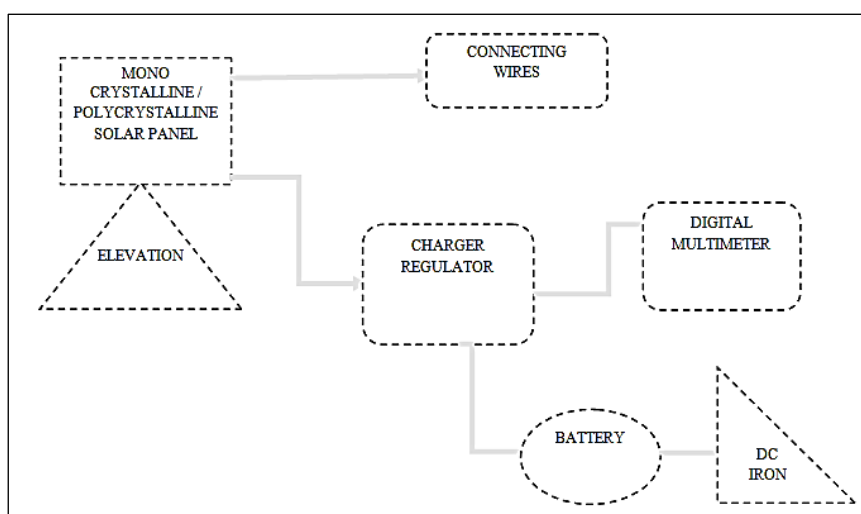 MONO
CRYSTALLINE /
POLYCRYSTALLINE
SOLAR PANEL
CONNECTING
WIRES
ELEVATION
CHARGER
REGULATOR
DIGITAL
MULTIMETER
BATTERY
DC
IRON